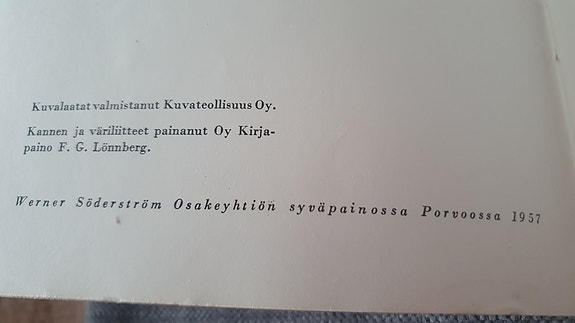 Kuvalaatat valmistanut Kuvateollisuus Oy.
Kannen ja väriliitteet painanut Oy Kirja-
paino F. G. Lönnberg.
Werner Söderström Osakeyhtiön syväpainossa Porvoossa 1957